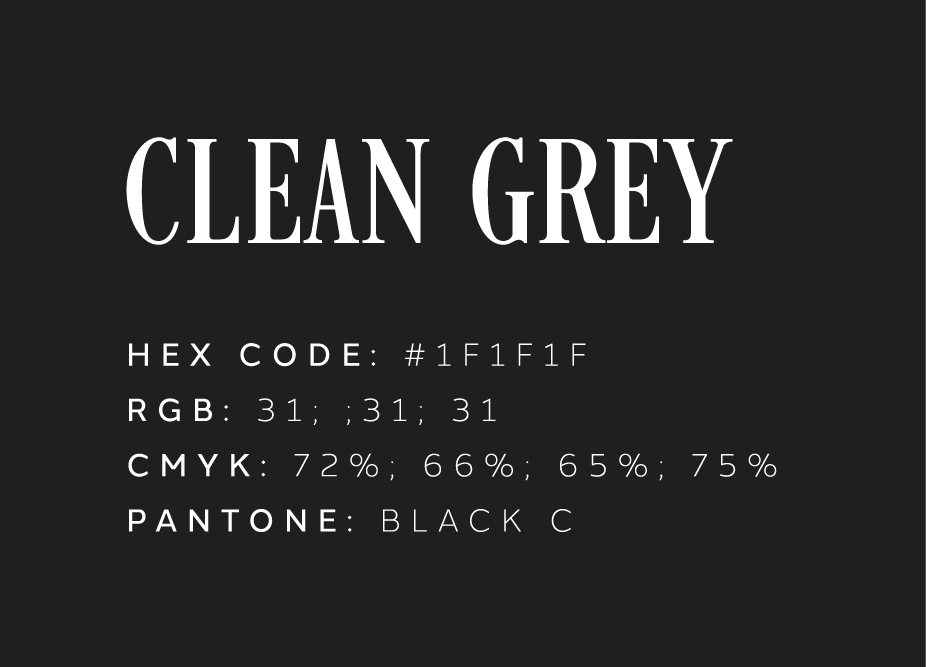 CLEAN GREY
HEX CODE: #1F1F1F
RGB: 31; ;31; 31
CMYK: 72%; 66%; 65%; 75%
PANTONE: BLACK C